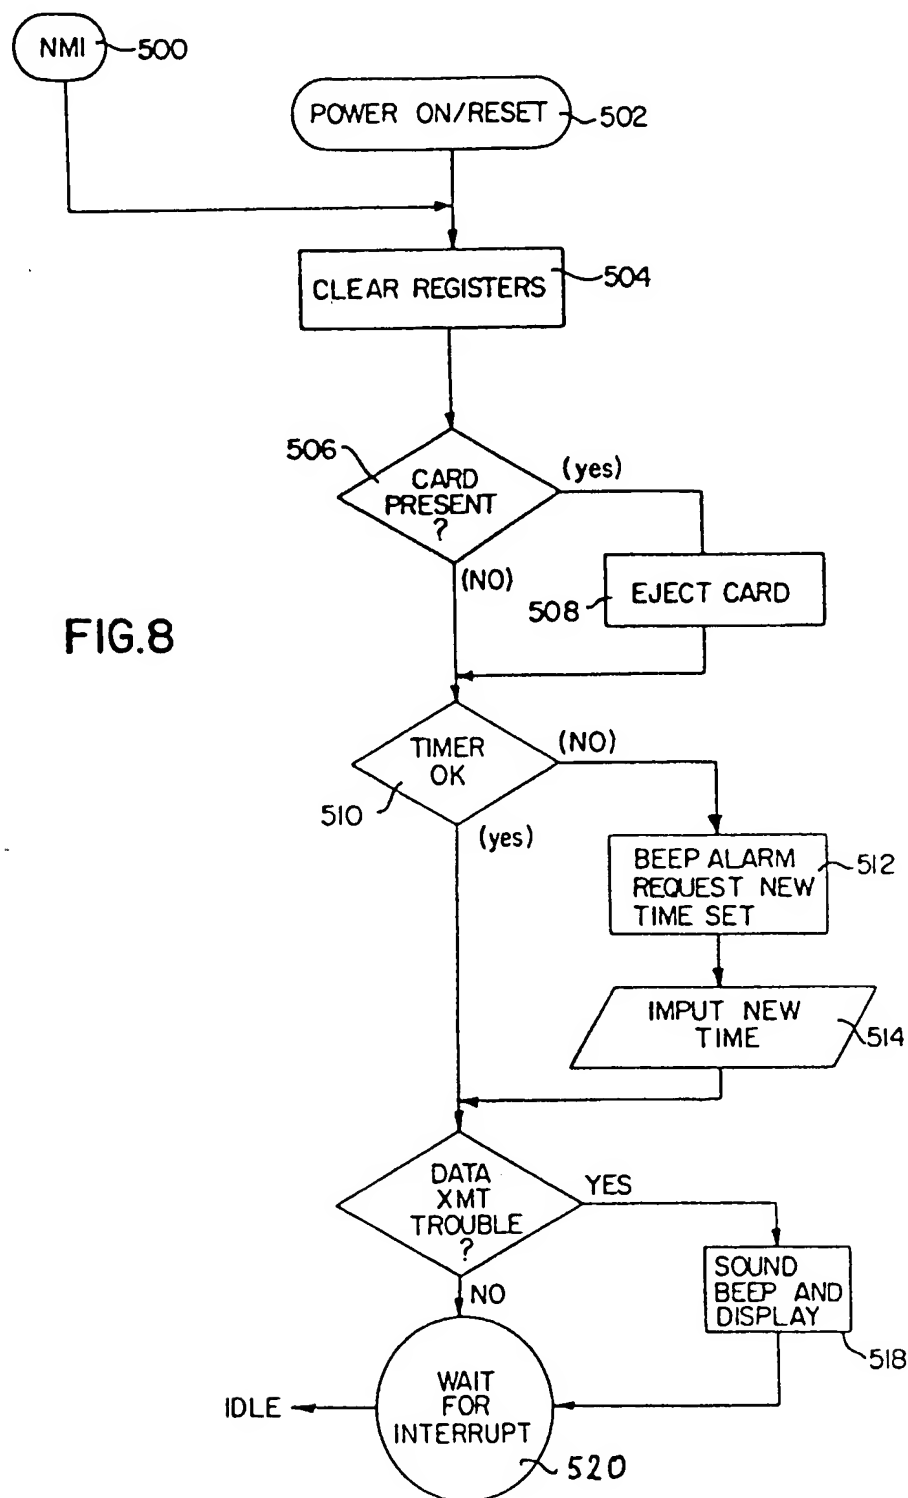 NMI
500
POWER ON/RESET
502
CLEAR REGISTERS
504
506
CARD
PRESENT
?
(yes)
(NO)
EJECT CARD
508
FIG.8
TIMER
OK
(NO)
510
(yes)
BEEP ALARM
REQUEST NEW
TIME SET
512
IMPUT NEW
TIME
514
DATA
XMT
TROUBLE
?
YES
NO
SOUND
BEEP AND
DISPLAY
518
WAIT
FOR
INTERRUPT
IDLE
520